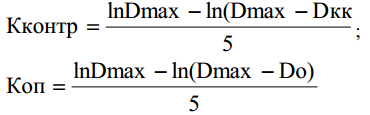 Кконтр = (lnDmax − ln(Dmax − Dкк) / 5 ;
Коп = (lnDmax − ln(Dmax − Do)) / 5